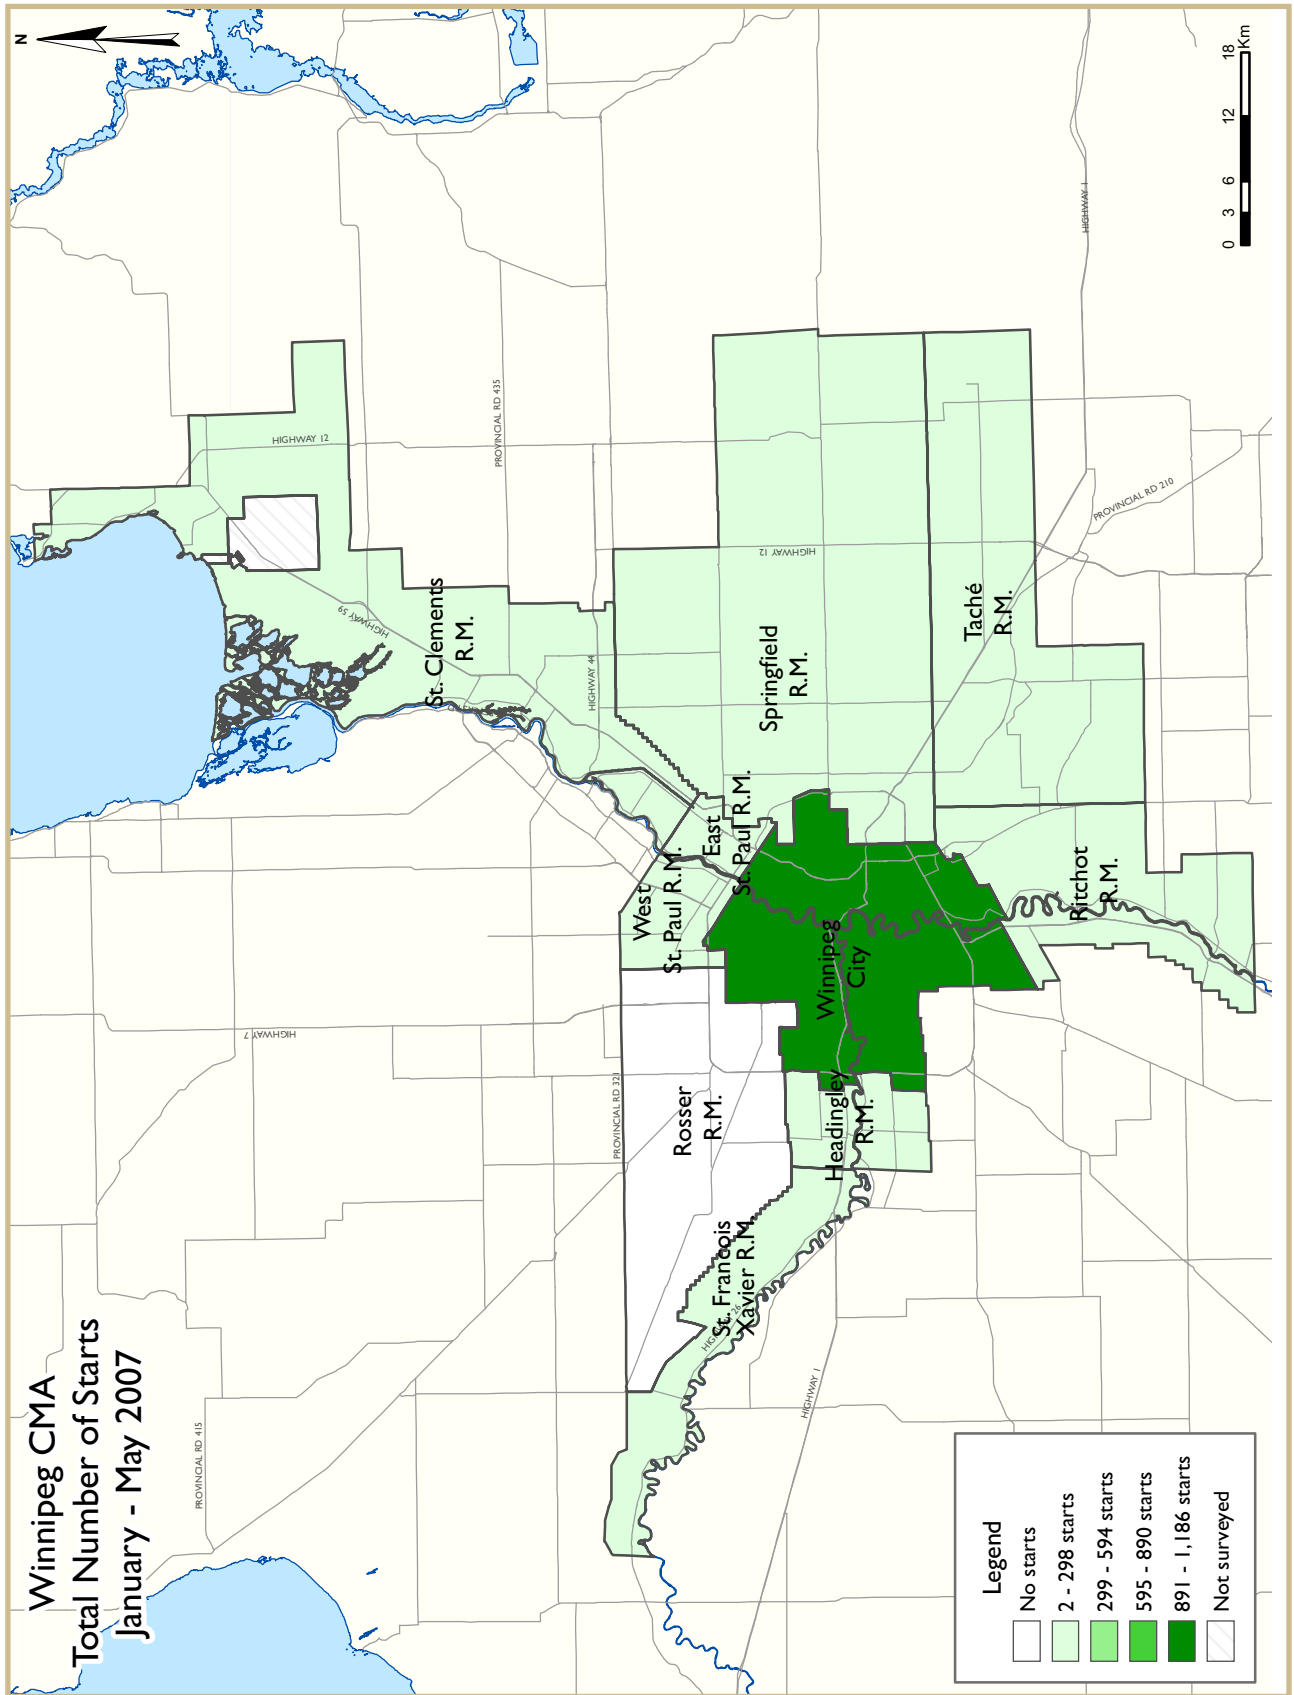 Winnipeg CMA
Total Number of Starts
January - May 2007
N
PROVINCIAL RD 415
HIGHWAY 7
PROVINCIAL RD 321
HIGHWAY 12
PROVINCIAL RD 435
HIGHWAY 59
HIGHWAY 44
St. Clements
R.M.
West
St. Paul R.M.
East
St. Paul R.M.
Rosser
R.M.
St. Francois
Xavier R.M.
HIGHWAY 26
Headingley
R.M.
Winnipeg
City
Springfield
R.M.
HIGHWAY 12
Taché
R.M.
Ritchot
R.M.
HIGHWAY 1
PROVINCIAL RD 210
HIGHWAY 1
Legend
No starts
2 - 298 starts
299 - 594 starts
595 - 890 starts
891 - 1,186 starts
Not surveyed
0 3 6 12 18
Km